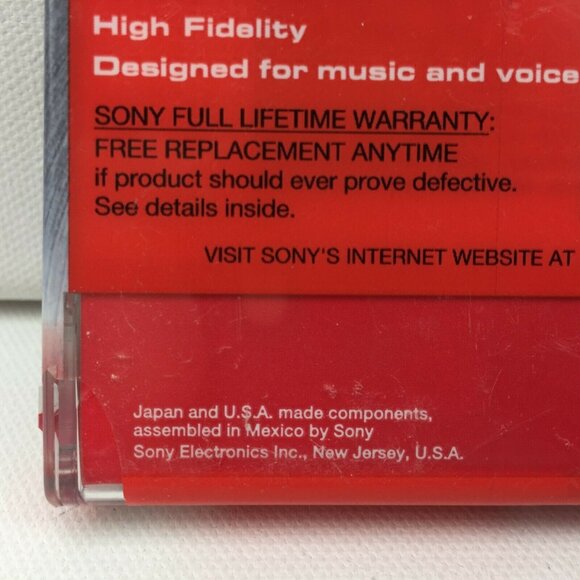 High Fidelity
Designed for music and voice
SONY FULL LIFETIME WARRANTY:
FREE REPLACEMENT ANYTIME
if product should ever prove defective.
See details inside.
VISIT SONY'S INTERNET WEBSITE AT
Japan and U.S.A. made components,
assembled in Mexico by Sony
Sony Electronics Inc., New Jersey, U.S.A.